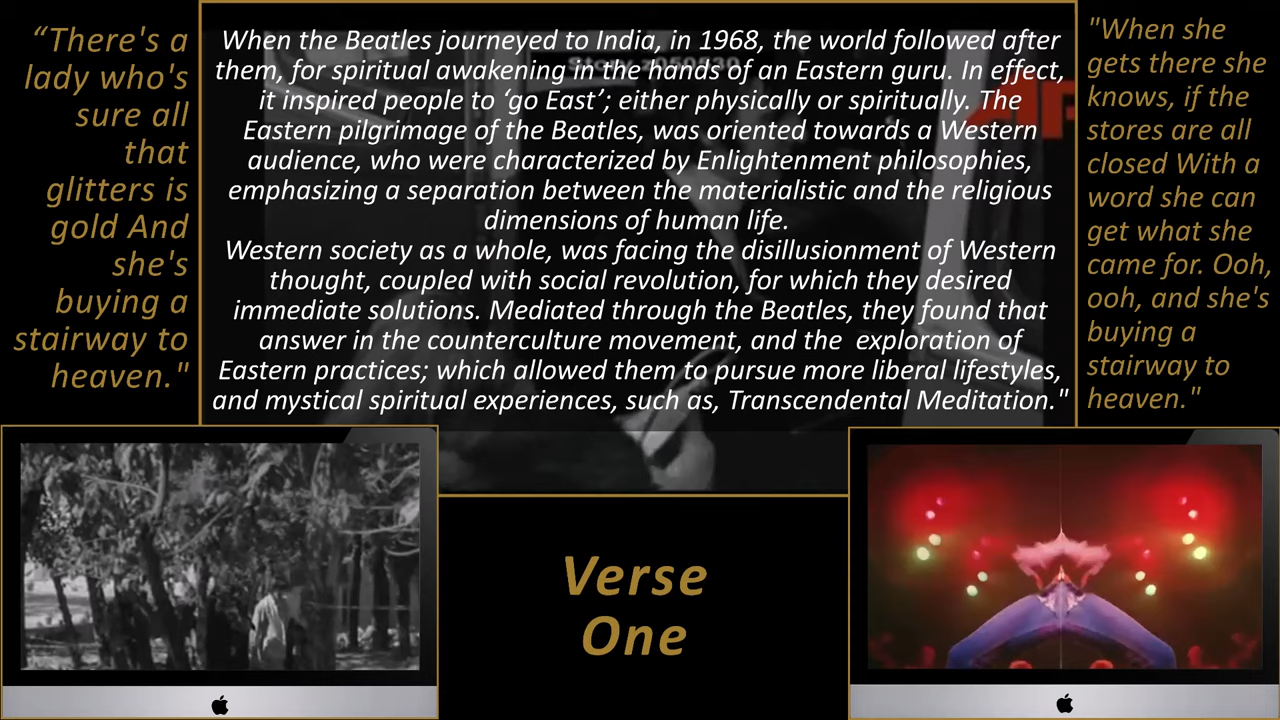 “There's a
lady who's
sure all
that
glitters is
gold And
she's
buying a
stairway to
heaven."
When the Beatles journeyed to India, in 1968, the world followed after
them, for spiritual awakening in the hands of an Eastern guru. In effect,
it inspired people to ‘go East’; either physically or spiritually. The
Eastern pilgrimage of the Beatles, was oriented towards a Western
audience, who were characterized by Enlightenment philosophies,
emphasizing a separation between the materialistic and the religious
dimensions of human life.
Western society as a whole, was facing the disillusionment of Western
thought, coupled with social revolution, for which they desired
immediate solutions. Mediated through the Beatles, they found that
answer in the counterculture movement, and the  exploration of
Eastern practices; which allowed them to pursue more liberal lifestyles,
and mystical spiritual experiences, such as, Transcendental Meditation."
"When she
gets there she
knows, if the
stores are all
closed With a
word she can
get what she
came for. Ooh,
ooh, and she's
buying a
stairway to
heaven."
Verse
One